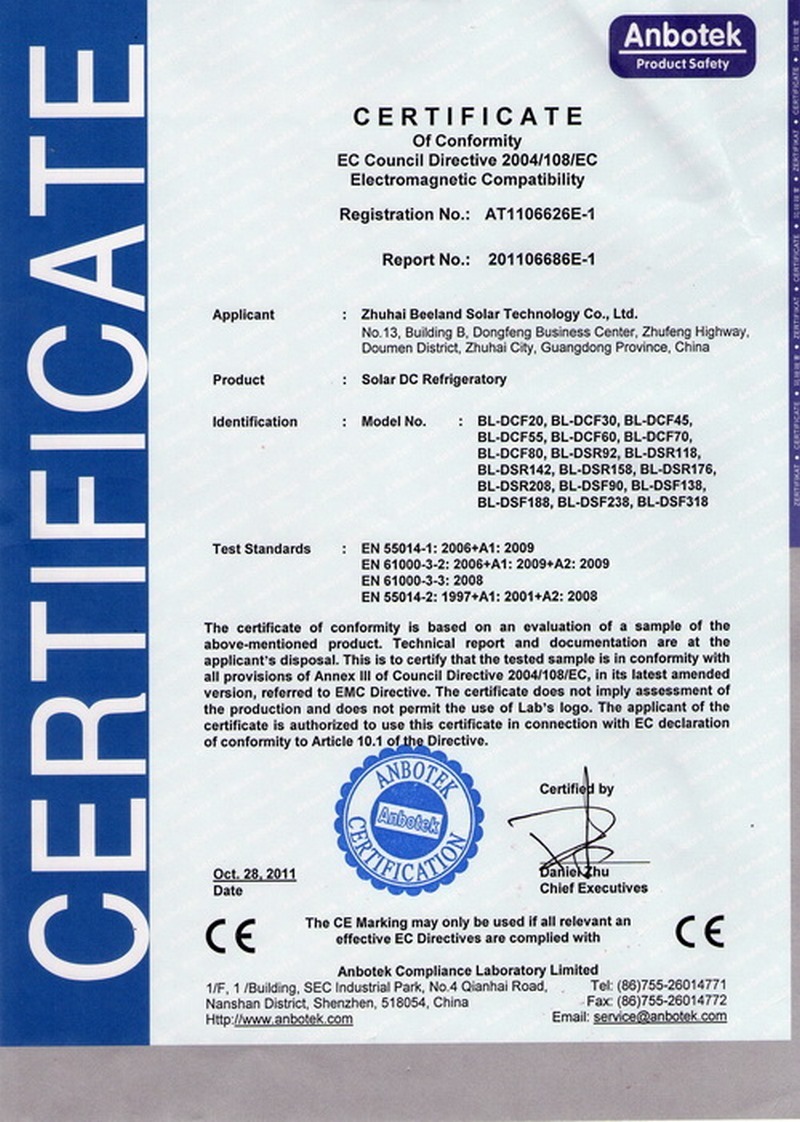 CERTIFICATE
Anbotek
Product Safety
CERTIFICATE
Of Conformity
EC Council Directive 2004/108/EC
Electromagnetic Compatibility
Registration No.: AT1106626E-1
Report No.: 201106686E-1
Applicant : Zhuhai Beeland Solar Technology Co., Ltd.
No.13, Building B, Dongfeng Business Center, Zhufeng Highway,
Doumen District, Zhuhai City, Guangdong Province, China
Product : Solar DC Refrigeratory
Identification : Model No. : BL-DCF20, BL-DCF30, BL-DCF45,
BL-DCF55, BL-DCF60, BL-DCF70,
BL-DCF80, BL-DSR92, BL-DSR118,
BL-DSR142, BL-DSR158, BL-DSR176,
BL-DSR208, BL-DSF90, BL-DSF138,
BL-DSF188, BL-DSF238, BL-DSF318
Test Standards : EN 55014-1: 2006+A1: 2009
EN 61000-3-2: 2006+A1: 2009+A2: 2009
EN 61000-3-3: 2008
EN 55014-2: 1997+A1: 2001+A2: 2008
The certificate of conformity is based on an evaluation of a sample of the
above-mentioned product. Technical report and documentation are at the
applicant's disposal. This is to certify that the tested sample is in conformity with
all provisions of Annex III of Council Directive 2004/108/EC, in its latest amended
version, referred to EMC Directive. The certificate does not imply assessment of
the production and does not permit the use of Lab's logo. The applicant of the
certificate is authorized to use this certificate in connection with EC declaration
of conformity to Article 10.1 of the Directive.
ANBOTEK
Anbotek
CERTIFICATION
Certified by
Oct. 28, 2011
Date
Daniel Zhu
Chief Executives
CE
The CE Marking may only be used if all relevant an
effective EC Directives are complied with
CE
Anbotek Compliance Laboratory Limited
1/F, 1 /Building, SEC Industrial Park, No.4 Qianhai Road,
Nanshan District, Shenzhen, 518054, China
Http://www.anbotek.com
Tel: (86)755-26014771
Fax: (86)755-26014772
Email: service@anbotek.com
ZERTIFIKAT ◆ CERTIFICATE ◆